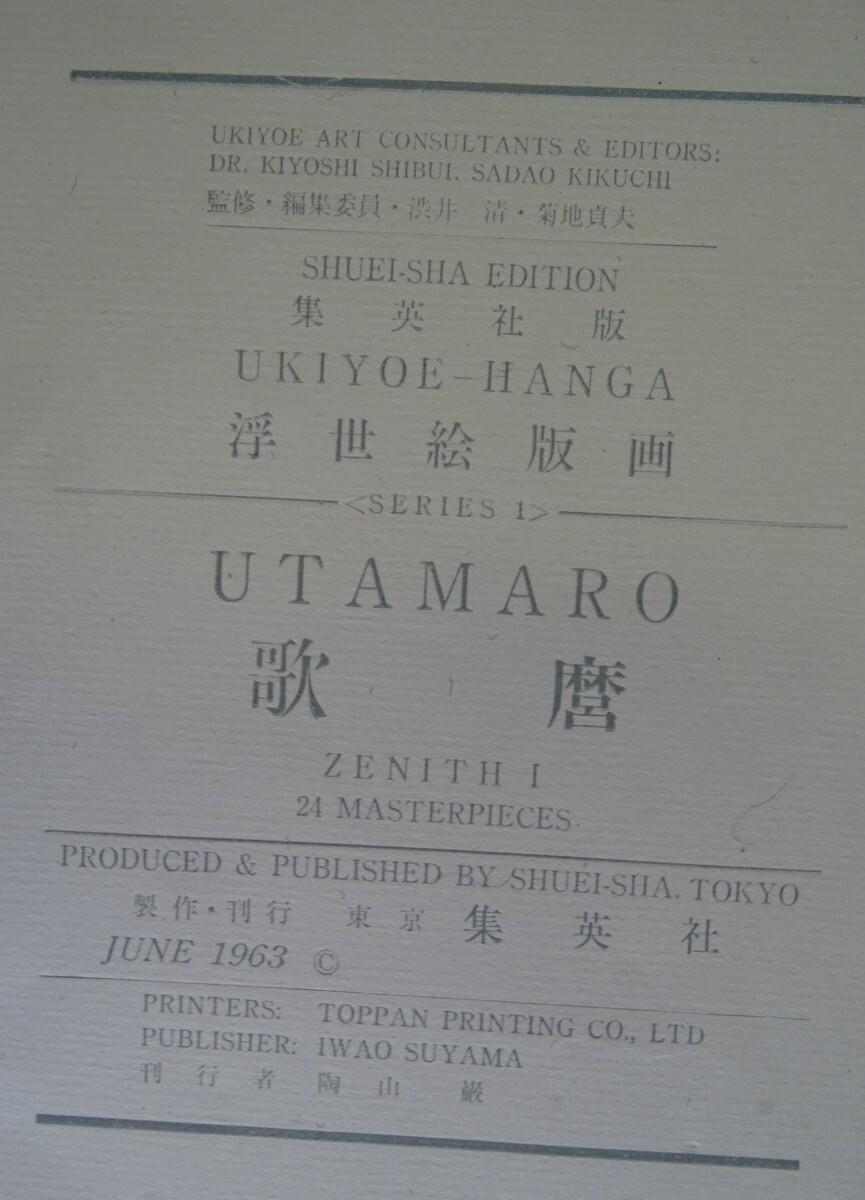 UKIYOE ART CONSULTANTS & EDITORS:
DR. KIYOSHI SHIBUI. SADAO KIKUCHI
監修・編集委員・渋井 清・菊地貞夫
SHUEI-SHA EDITION
集英社版
UKIYOE-HANGA
浮世絵版画
<SERIES 1>
UTAMARO
歌麿
ZENITH I
24 MASTERPIECES
PRODUCED & PUBLISHED BY SHUEI-SHA. TOKYO
製作・刊行 東京 集英社
JUNE 1963 ©
PRINTERS: TOPPAN PRINTING CO., LTD
PUBLISHER: IWAO SUYAMA
刊行者 陶山 巌